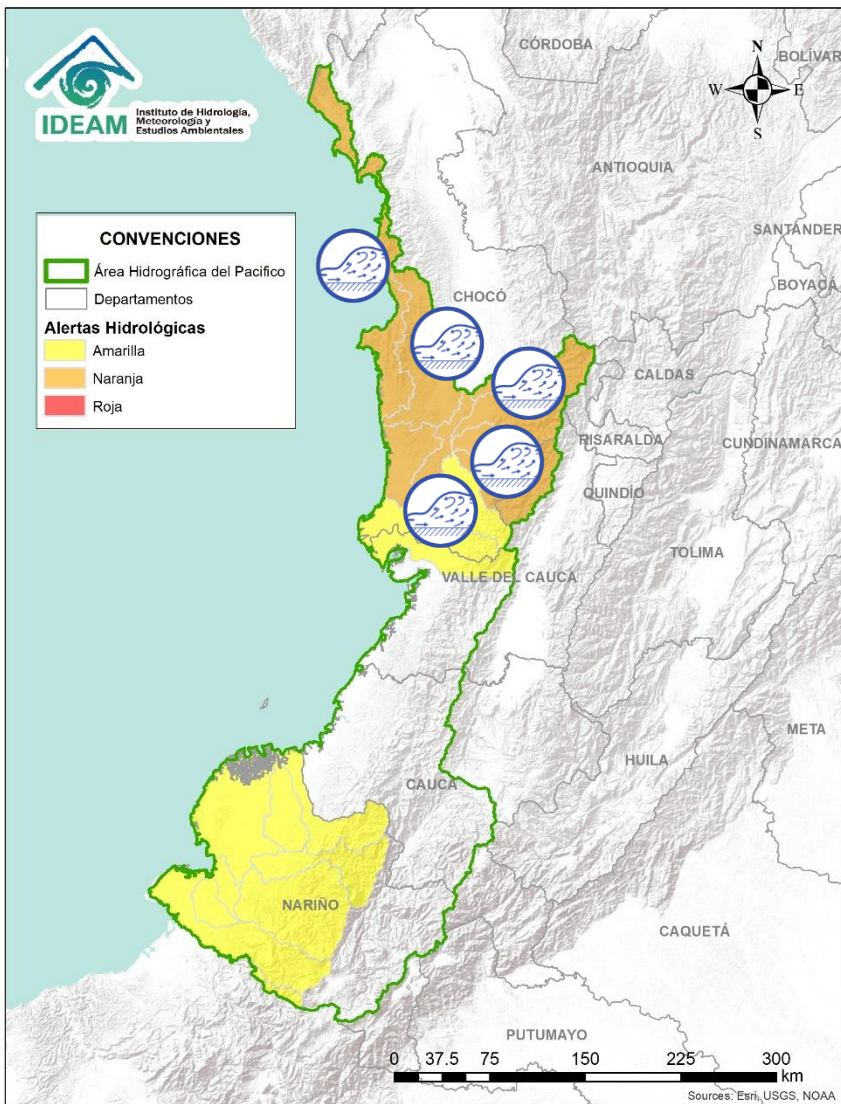 IDEAM
Instituto de Hidrología,
Meteorología y
Estudios Ambientales
CÓRDOBA
BOLÍVAR
N
W
E
S
ANTIOQUIA
SANTANDER
BOYACÁ
CONVENCIONES
Área Hidrográfica del Pacifico
Departamentos
Alertas Hidrológicas
Amarilla
Naranja
Roja
CHOCÓ
CALDAS
RISARALDA
CUNDINAMARCA
QUINDÍO
TOLIMA
VALLE DEL CAUCA
META
HUILA
CAUCA
NARIÑO
CAQUETÁ
PUTUMAYO
0 37.5 75 150 225 300
km
Sources: Esri, USGS, NOAA